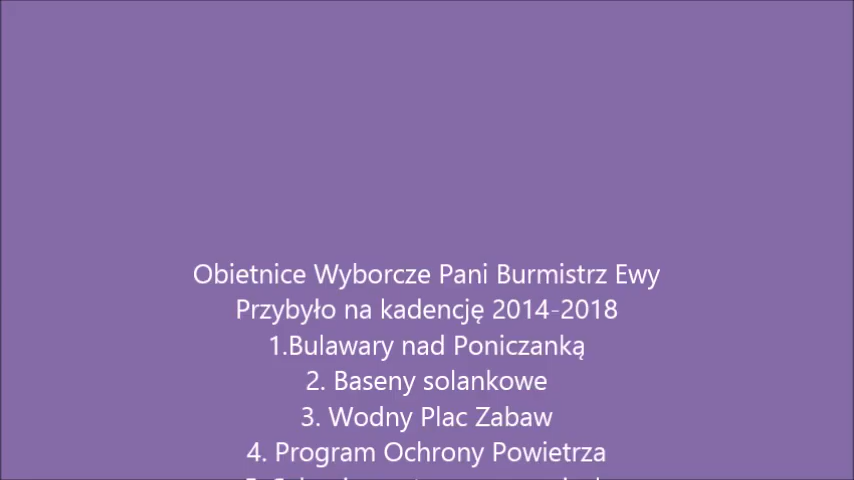 Obietnice Wyborcze Pani Burmistrz Ewy
Przybyło na kadencję 2014-2018
1.Bulawary nad Poniczanką
2. Baseny solankowe
3. Wodny Plac Zabaw
4. Program Ochrony Powietrza